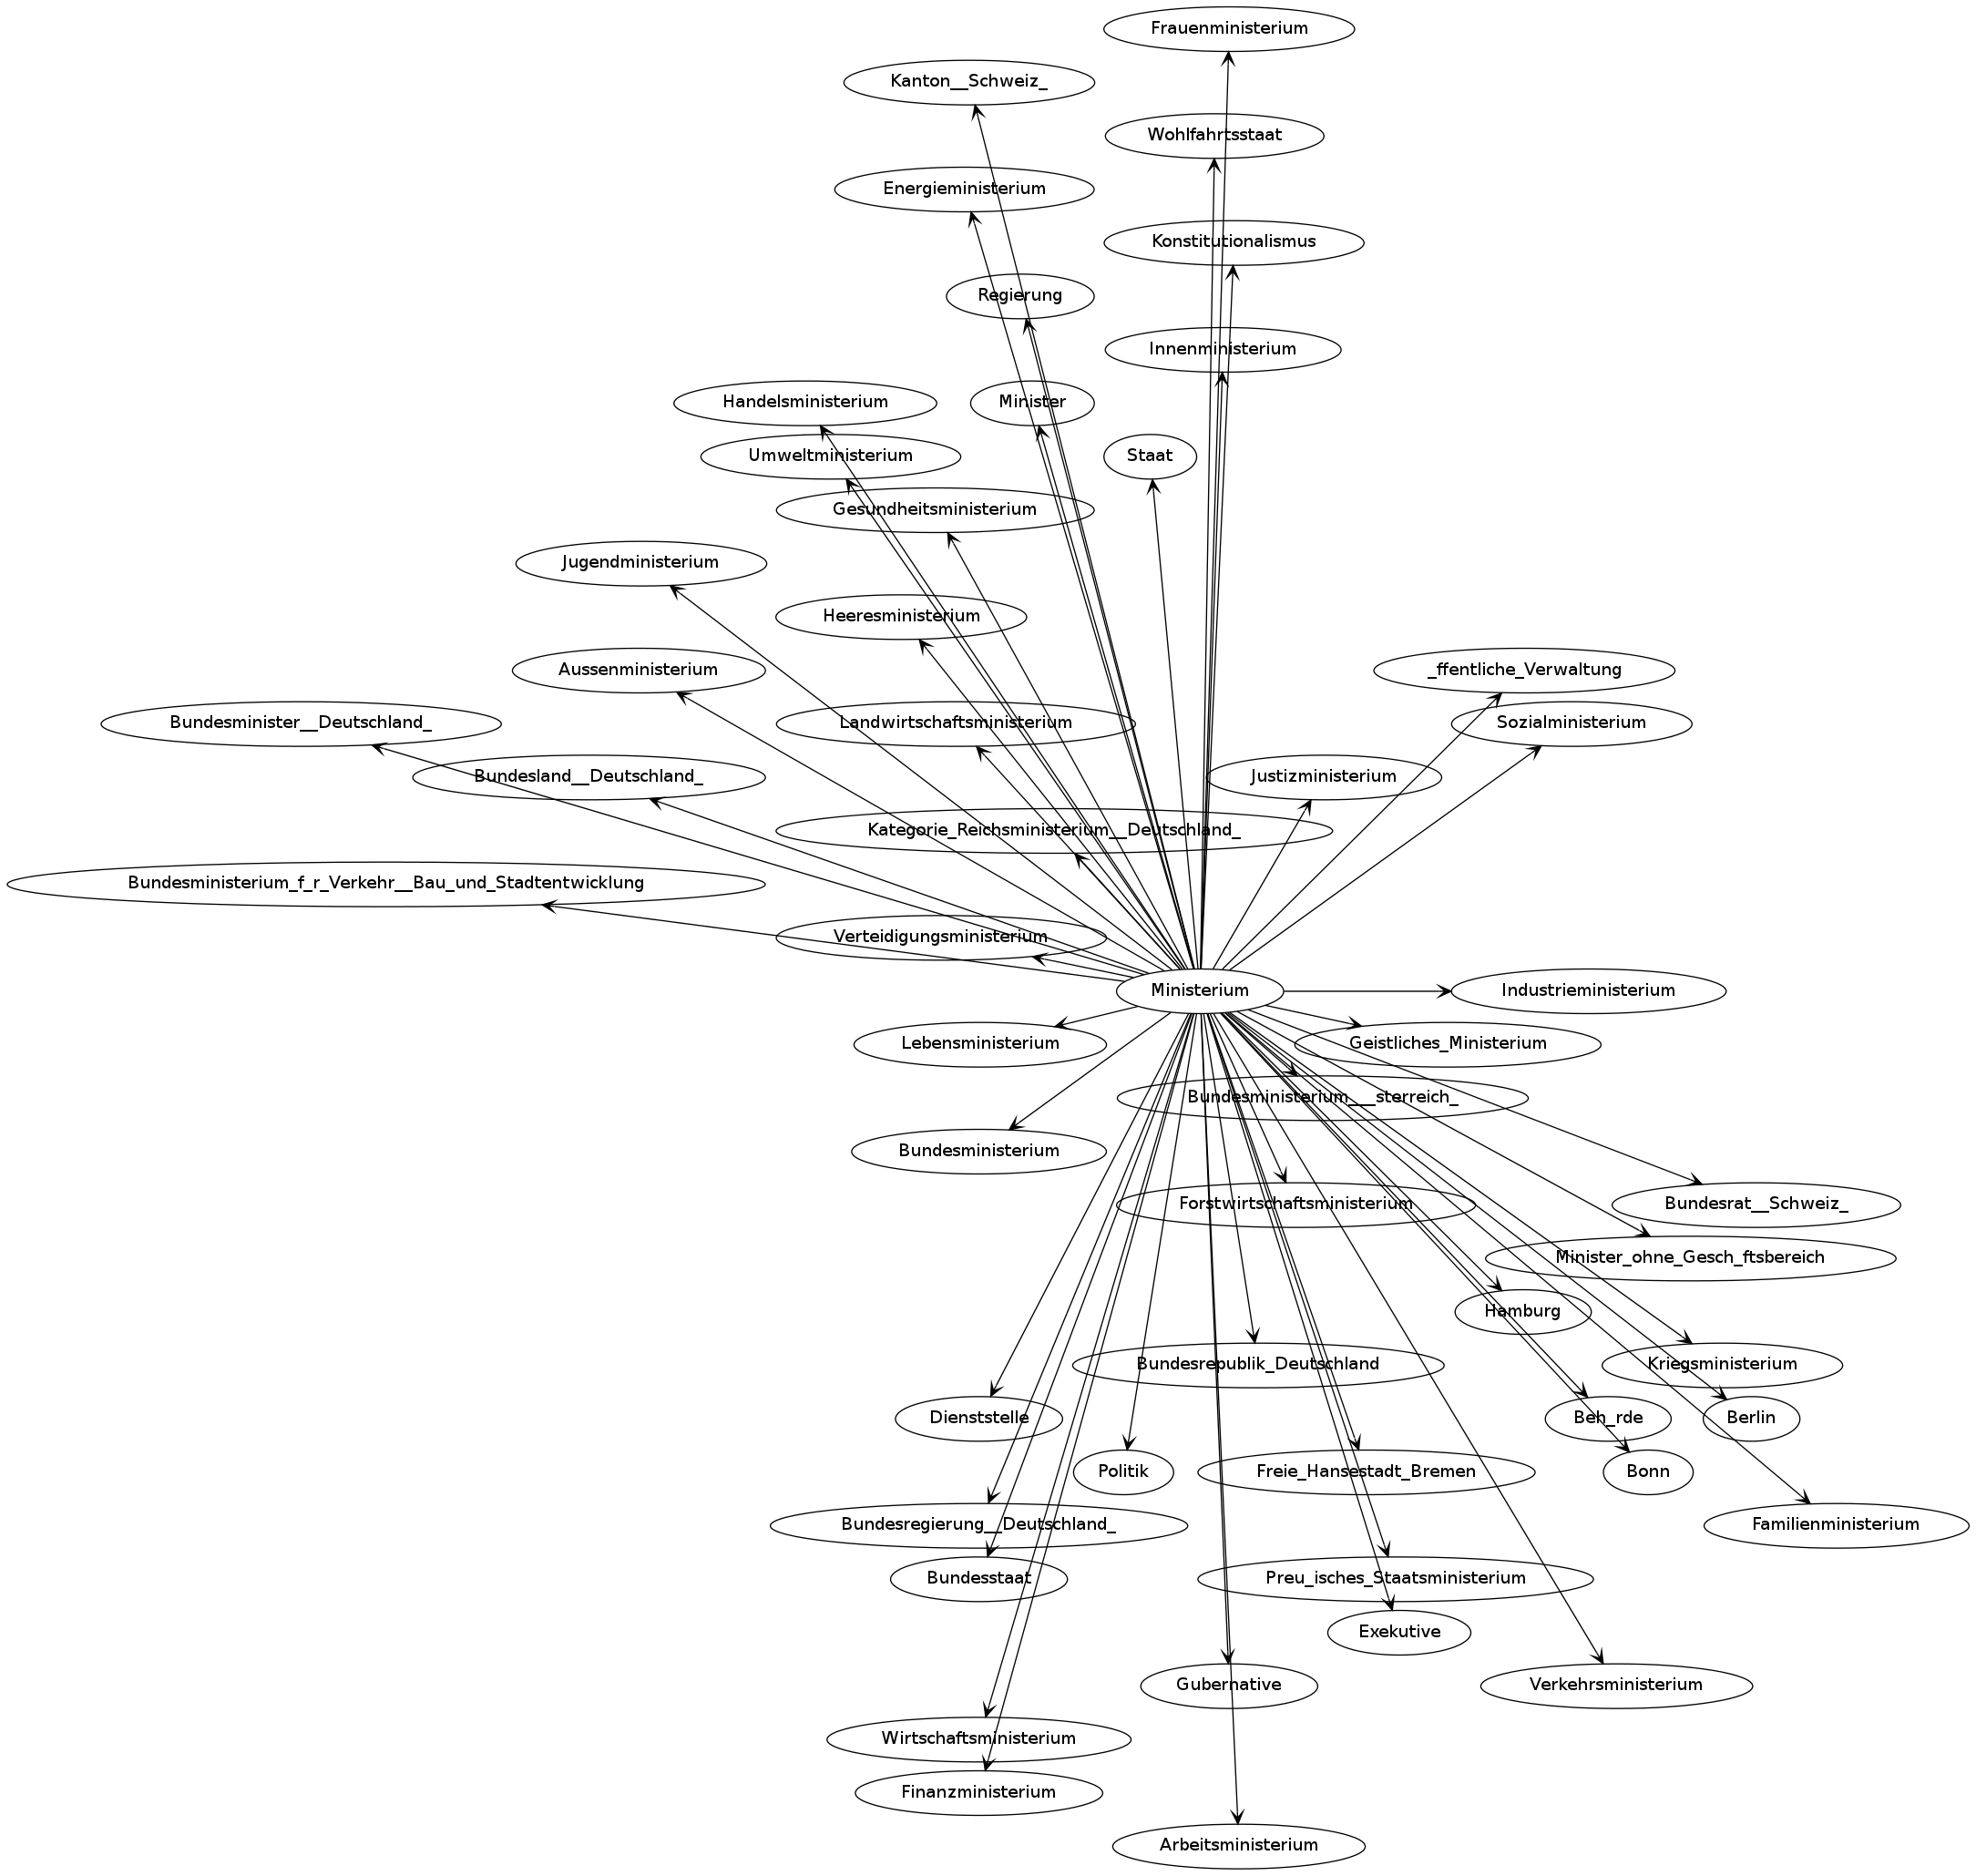 Frauenministerium
Kanton__Schweiz_
Wohlfahrtsstaat
Energieministerium
Konstitutionalismus
Regierung
Innenministerium
Handelsministerium
Minister
Umweltministerium
Staat
Gesundheitsministerium
Jugendministerium
Heeresministerium
Aussenministerium
_ffentliche_Verwaltung
Bundesminister__Deutschland_
Landwirtschaftsministerium
Sozialministerium
Bundesland__Deutschland_
Justizministerium
Kategorie_Reichsministerium__Deutschland_
Bundesministerium_f_r_Verkehr__Bau_und_Stadtentwicklung
Verteidigungsministerium
Ministerium
Industrieministerium
Lebensministerium
Geistliches_Ministerium
Bundesministerium___sterreich_
Bundesministerium
Forstwirtschaftsministerium
Bundesrat__Schweiz_
Minister_ohne_Gesch_ftsbereich
Hamburg
Bundesrepublik_Deutschland
Kriegsministerium
Dienststelle
Beh_rde
Berlin
Politik
Freie_Hansestadt_Bremen
Bonn
Bundesregierung__Deutschland_
Familienministerium
Bundesstaat
Preu_isches_Staatsministerium
Exekutive
Gubernative
Verkehrsministerium
Wirtschaftsministerium
Finanzministerium
Arbeitsministerium